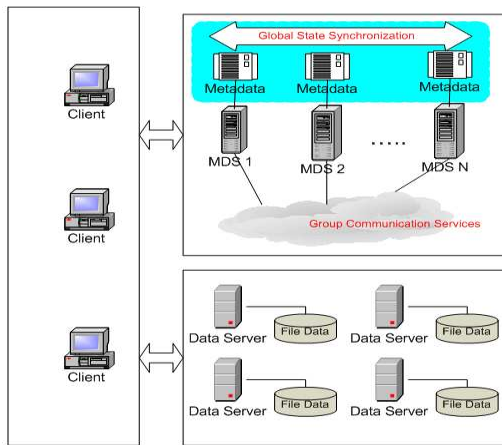 Global State Synchronization
Metadata Metadata Metadata
MDS 1 MDS 2 ..... MDS N
Group Communication Services
Client
Client
Client
Data Server File Data Data Server File Data
Data Server File Data Data Server File Data